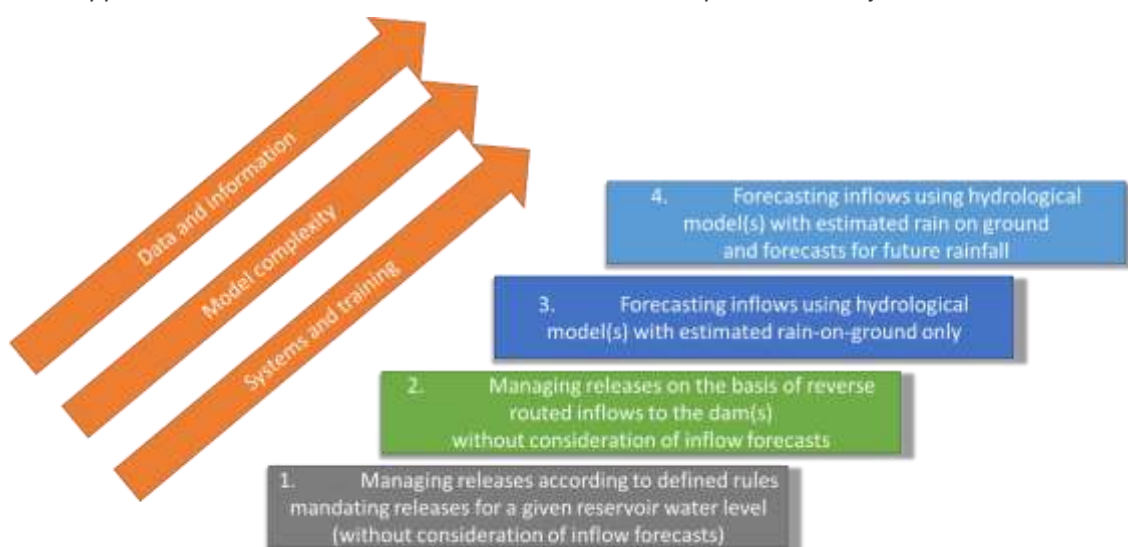 Data and information
Model complexity
Systems and training
4. Forecasting inflows using hydrological
model(s) with estimated rain on ground
and forecasts for future rainfall
3. Forecasting inflows using hydrological
model(s) with estimated rain-on-ground only
2. Managing releases on the basis of reverse
routed inflows to the dam(s)
without consideration of inflow forecasts
1. Managing releases according to defined rules
mandating releases for a given reservoir water level
(without consideration of inflow forecasts)